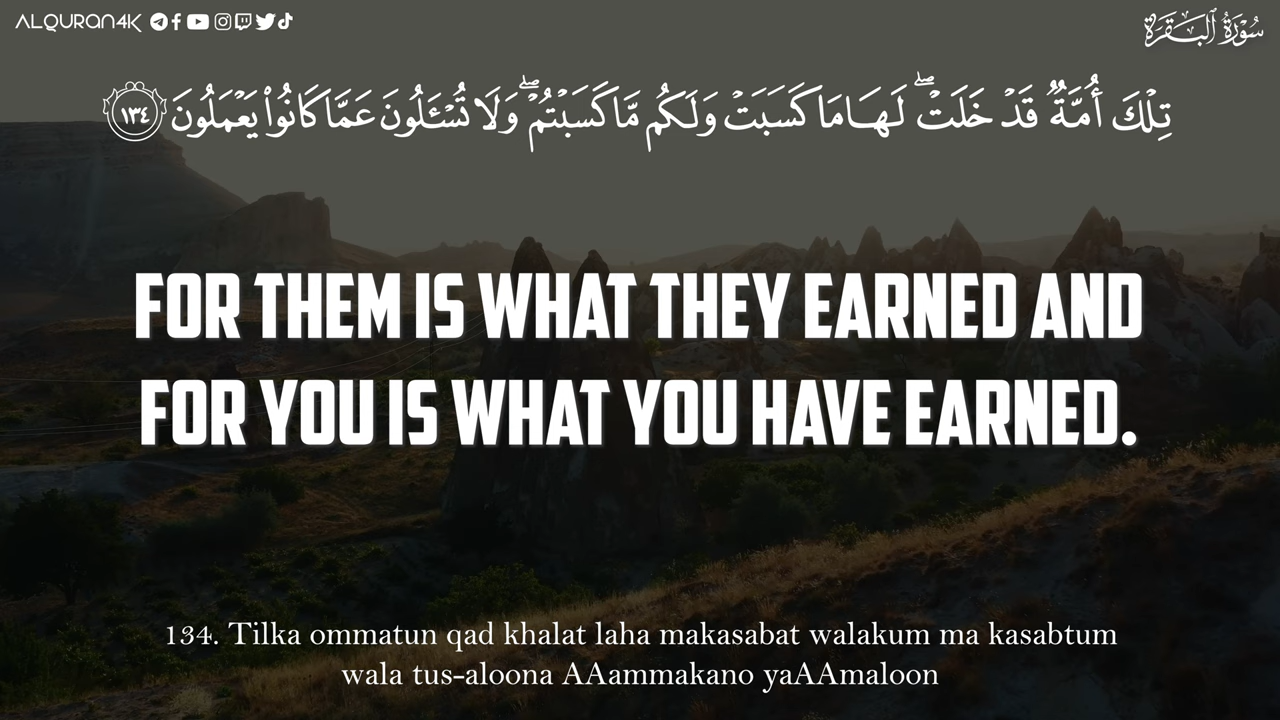 ALQURAN4K
سُورَةُ البَقَرَةِ
تِلْكَ أُمَّةٌ قَدْ خَلَتْ ۖ لَهَا مَا كَسَبَتْ وَلَكُم مَّا كَسَبْتُمْ ۖ وَلَا تُسْـَٔلُونَ عَمَّا كَانُوا۟ يَعْمَلُونَ ١٣٤
FOR THEM IS WHAT THEY EARNED AND
FOR YOU IS WHAT YOU HAVE EARNED.
134. Tilka ommatun qad khalat laha makasabat walakum ma kasabtum
wala tus-aloona AAammakano yaAAmaloon